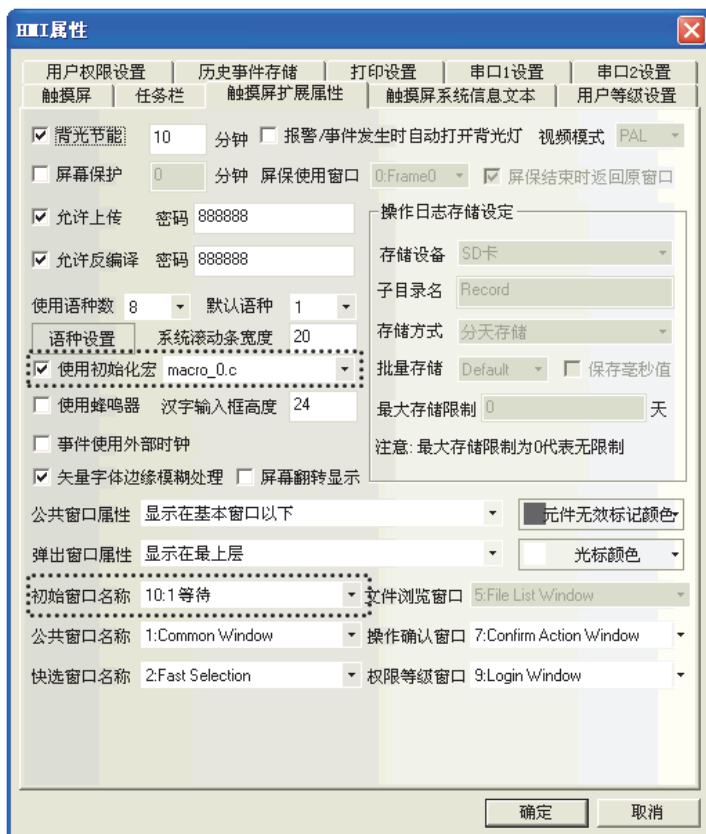 HMI属性
用户权限设置 历史事件存储 打印设置 串口1设置 串口2设置
触摸屏 任务栏 触摸屏扩展属性 触摸屏系统信息文本 用户等级设置
背光节能 10 分钟 报警/事件发生时自动打开背光灯 视频模式 PAL
屏幕保护 0 分钟 屏保使用窗口 0:Frame0 屏保结束时返回原窗口
允许上传 密码 888888
允许反编译 密码 888888
使用语种数 8 默认语种 1
语种设置 系统滚动条宽度 20
使用初始化宏 macro_0.c
使用蜂鸣器 汉字输入框高度 24
事件使用外部时钟
矢量字体边缘模糊处理 屏幕翻转显示
操作日志存储设定
存储设备 SD卡
子目录名 Record
存储方式 分天存储
批量存储 Default 保存毫秒值
最大存储限制 0 天
注意:最大存储限制为0代表无限制
公共窗口属性 显示在基本窗口以下 元件无效标记颜色
弹出窗口属性 显示在最上层 光标颜色
初始窗口名称 10:1等待 文件浏览窗口 5:File List Window
公共窗口名称 1:Common Window 操作确认窗口 7:Confirm Action Window
快选窗口名称 2:Fast Selection 权限等级窗口 9:Login Window
确定 取消